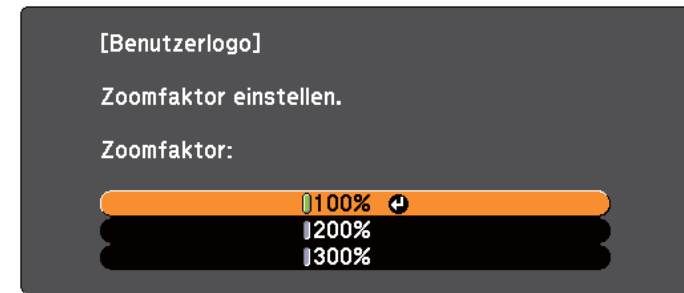 [Benutzerlogo]
Zoomfaktor einstellen.
Zoomfaktor:
100%
200%
300%